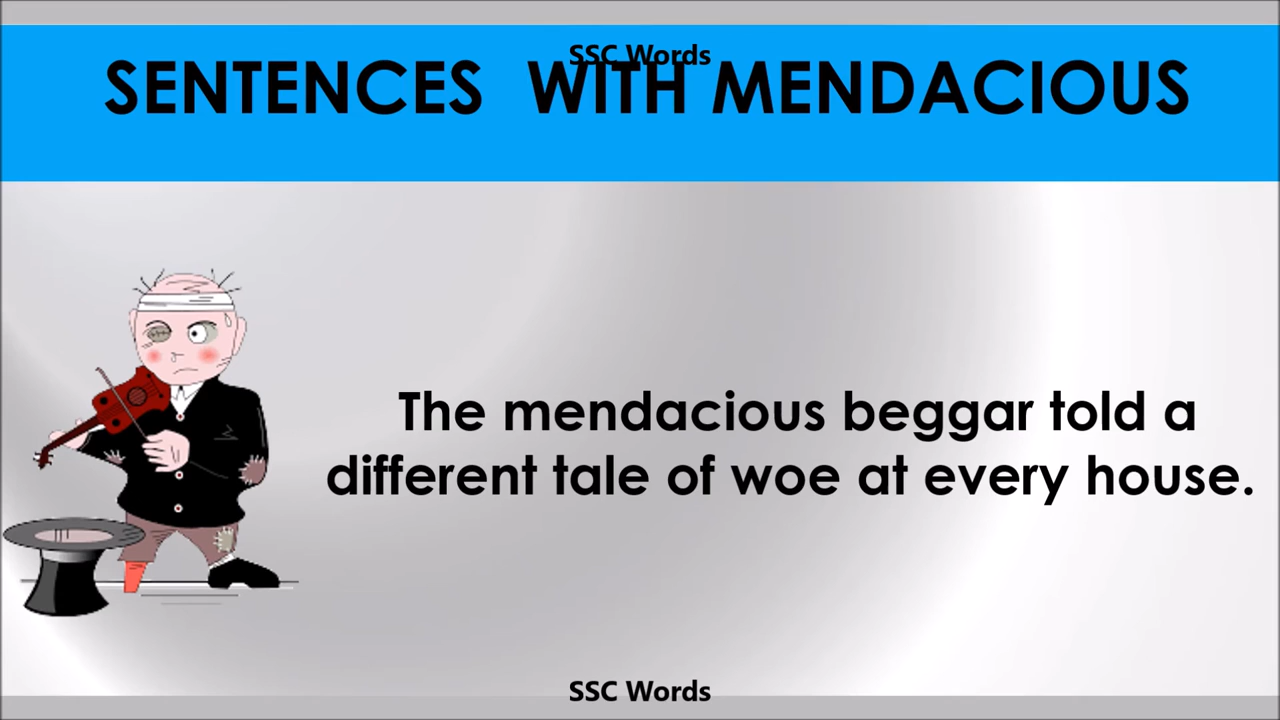 SSC Words
SENTENCES WITH MENDACIOUS
The mendacious beggar told a
different tale of woe at every house.
SSC Words